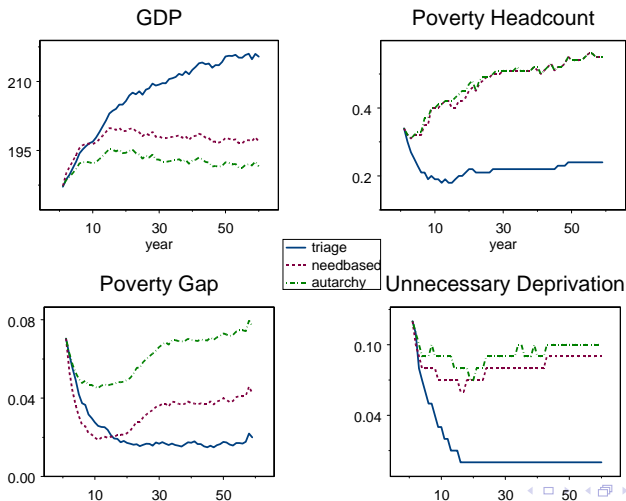 GDP
210
195
10
30
50
year
Poverty Headcount
0.4
0.2
10
30
50
year
triage
needbased
autarchy
Poverty Gap
0.08
0.04
0.00
10
30
50
Unnecessary Deprivation
0.10
0.04
10
30
50